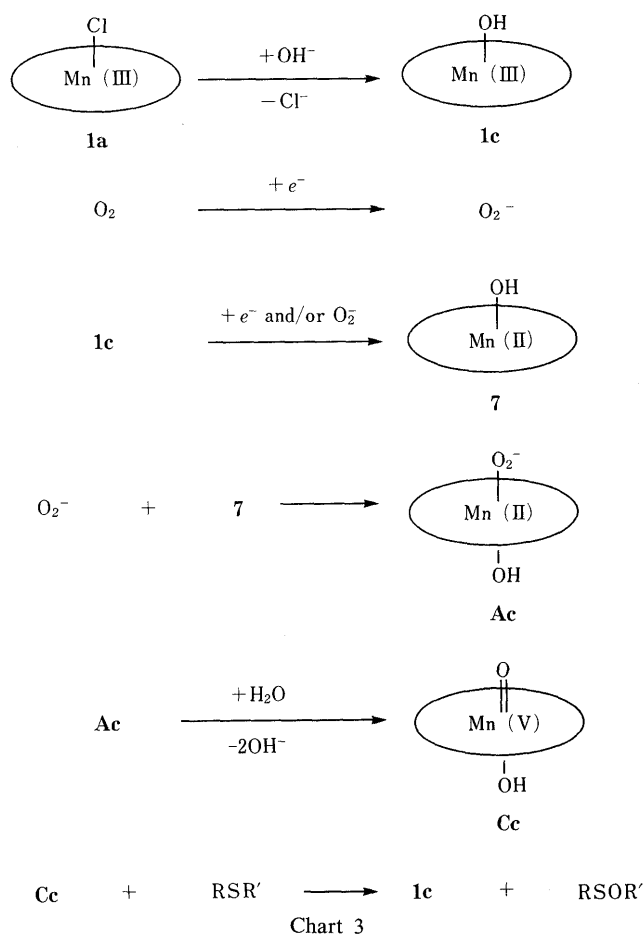 Cl OH
Mn (III) +OH⁻ Mn (III)
−Cl⁻
1a 1c
O₂ +e⁻ O₂⁻
OH
1c +e⁻ and/or O₂⁻ Mn (II)
7
O₂⁻
O₂⁻ + 7 Mn (II)
OH
Ac
O
+H₂O
Ac Mn (V)
-2OH⁻
OH
Cc
Cc + RSR′ 1c + RSOR′
Chart 3